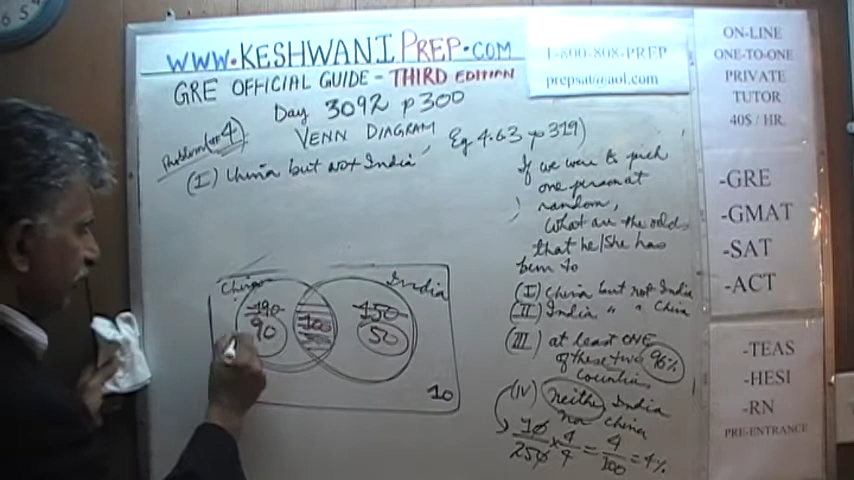 WWW.KESHWANIPREP.COM
1-800-808-PREP
prepsat@aol.com
GRE OFFICIAL GUIDE - THIRD EDITION
Day 3092 p300
VENN DIAGRAM
Eg 4.63 p 319)
4)
(I) China but not India
If we were to pick
one person at
random,
what are the odds
that he/she has
been to
(I) China but not India
(II) India " " China
(III) at least ONE
of these two 96%
countries
(IV) neither India
nor China
10/250 x 4/4 = 4/100 = 4%
China
India
190
90
100
150
50
10
ON-LINE
ONE-TO-ONE
PRIVATE
TUTOR
40$ / HR.
-GRE
-GMAT
-SAT
-ACT
-TEAS
-HESI
-RN
PRE-ENTRANCE
6 5